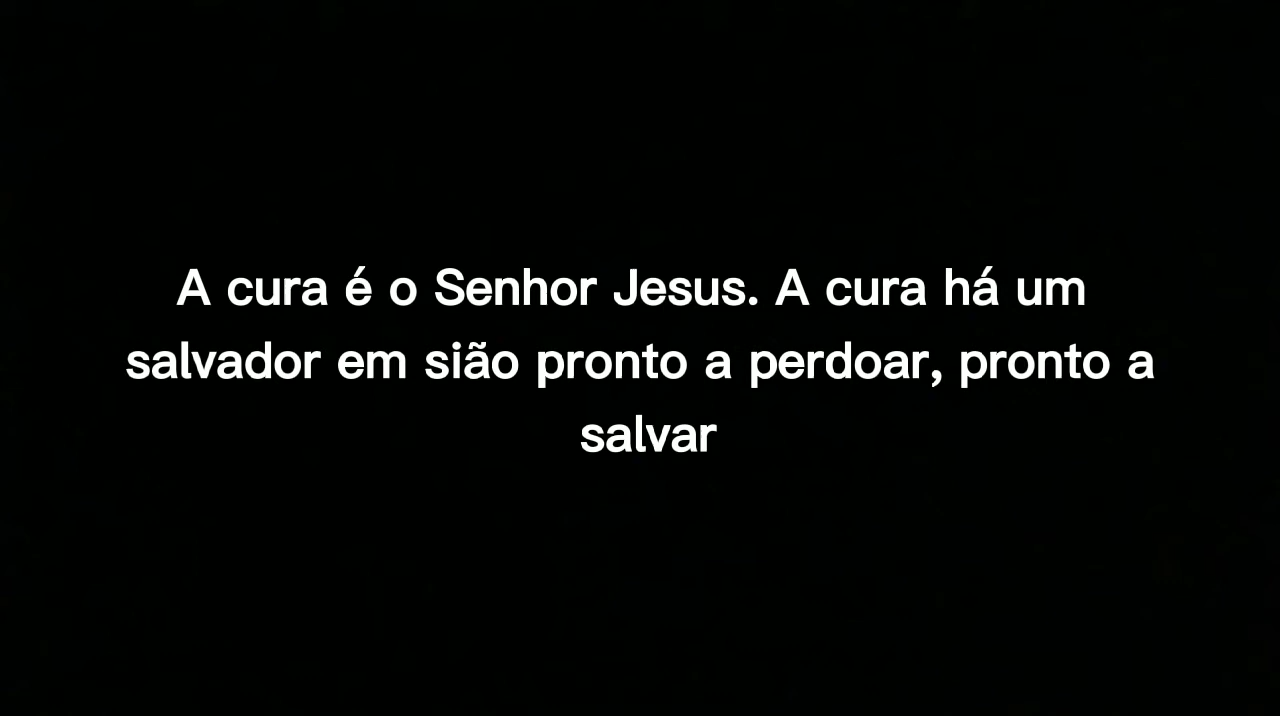 A cura é o Senhor Jesus. A cura há um
salvador em sião pronto a perdoar, pronto a
salvar